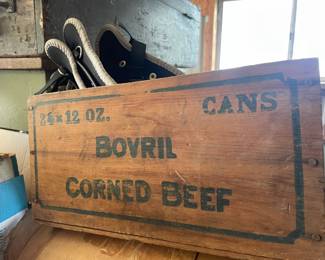 24 x 12 OZ. CANS
BOVRIL
CORNED BEEF